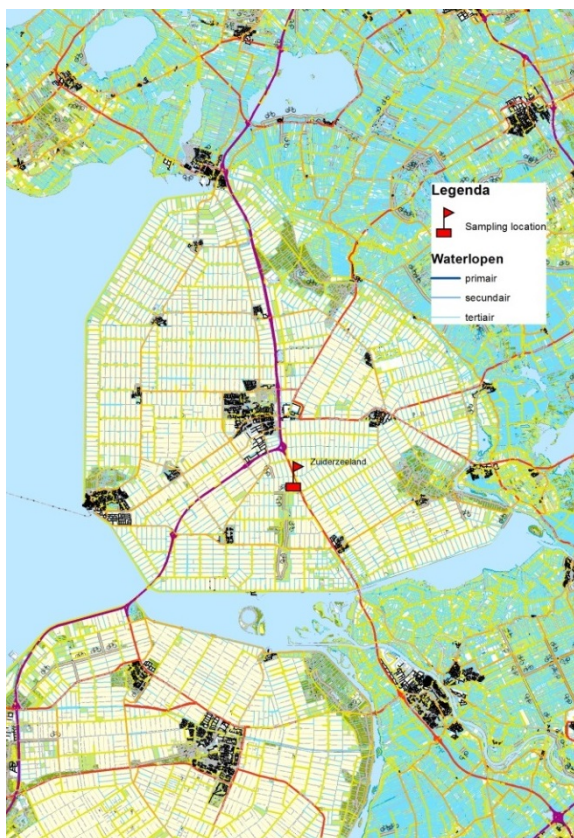 Legenda
Sampling location
Waterlopen
primair
secundair
tertiair
Zuiderzeeland